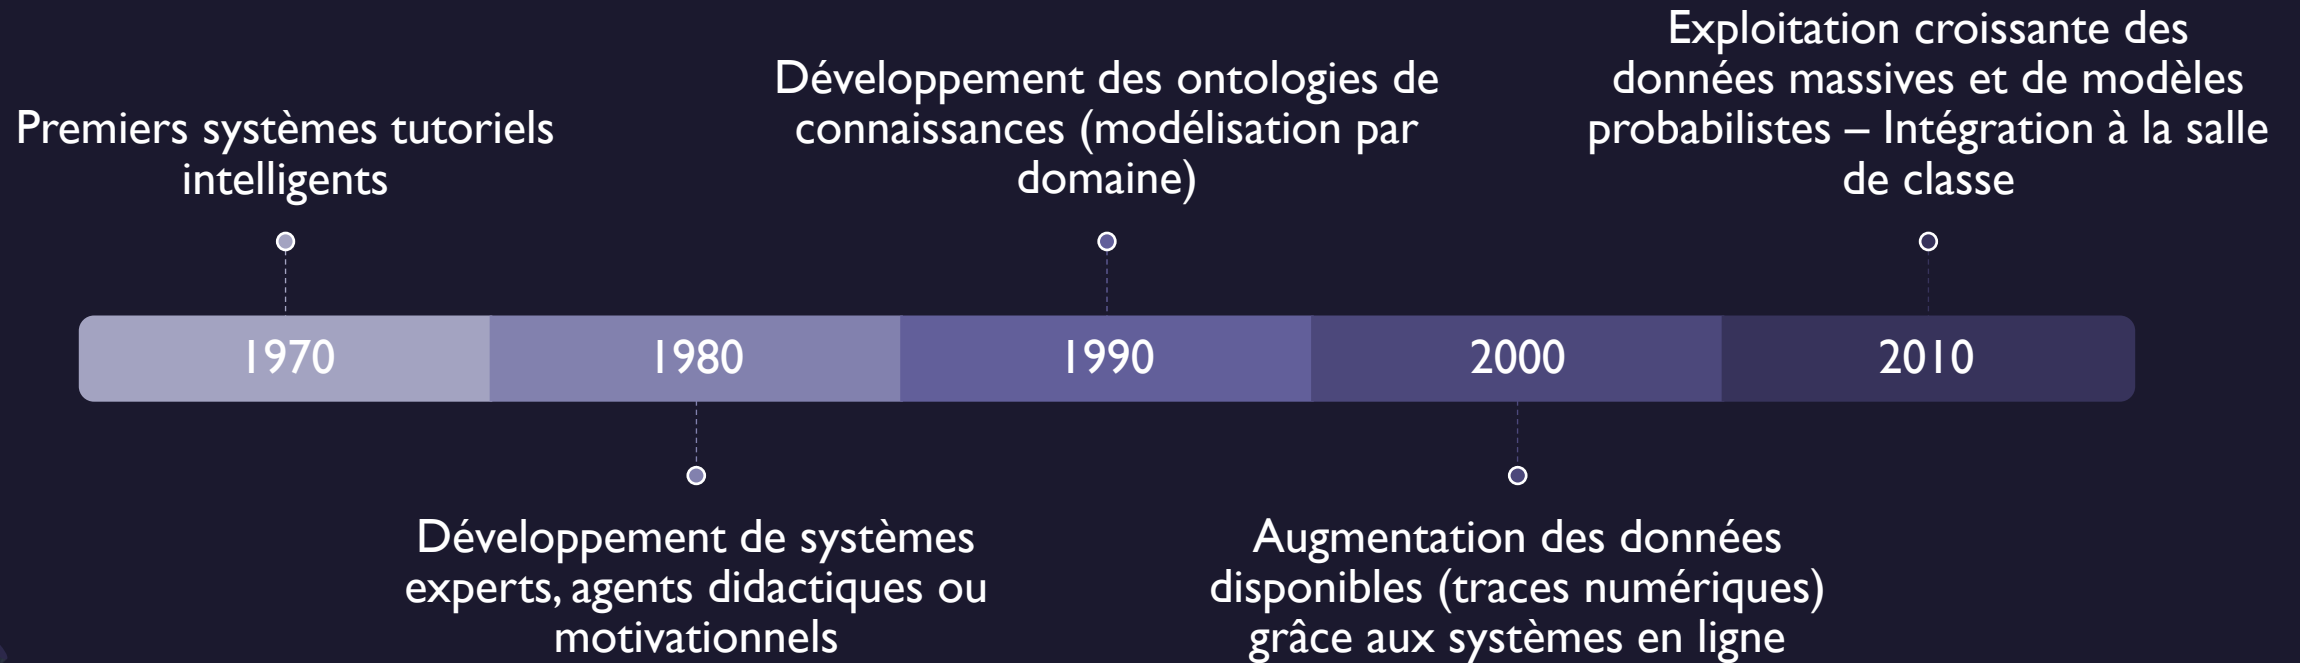 Premiers systèmes tutoriels
intelligents
Développement des ontologies de
connaissances (modélisation par
domaine)
Exploitation croissante des
données massives et de modèles
probabilistes – Intégration à la salle
de classe
1970
1980
1990
2000
2010
Développement de systèmes
experts, agents didactiques ou
motivationnels
Augmentation des données
disponibles (traces numériques)
grâce aux systèmes en ligne